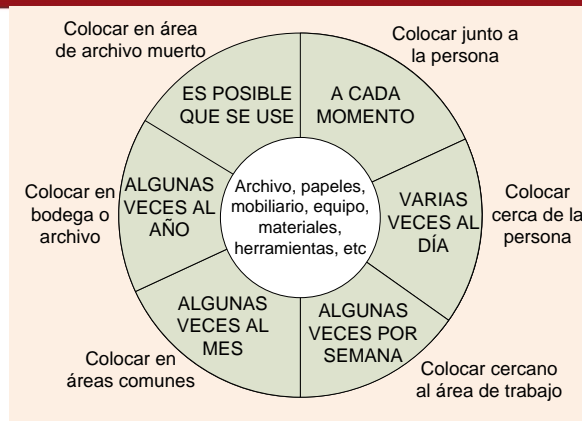 Colocar en área
de archivo muerto
Colocar junto a
la persona
ES POSIBLE
QUE SE USE
A CADA
MOMENTO
Colocar en
bodega o
archivo
ALGUNAS
VECES AL
AÑO
Archivo, papeles,
mobiliario, equipo,
materiales,
herramientas, etc
VARIAS
VECES AL
DÍA
Colocar
cerca de la
persona
ALGUNAS
VECES AL
MES
ALGUNAS
VECES POR
SEMANA
Colocar en
áreas comunes
Colocar cercano
al área de trabajo